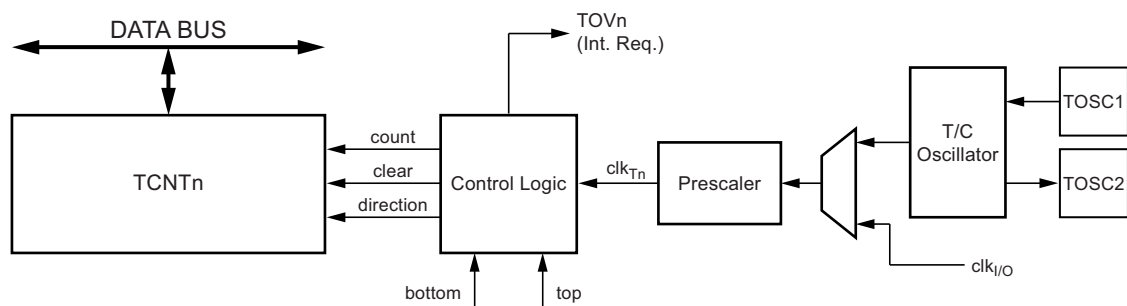 DATA BUS
TOVn
(Int. Req.)
TCNTn
count
clear
direction
Control Logic
clkTn
Prescaler
T/C
Oscillator
TOSC1
TOSC2
clkI/O
bottom
top